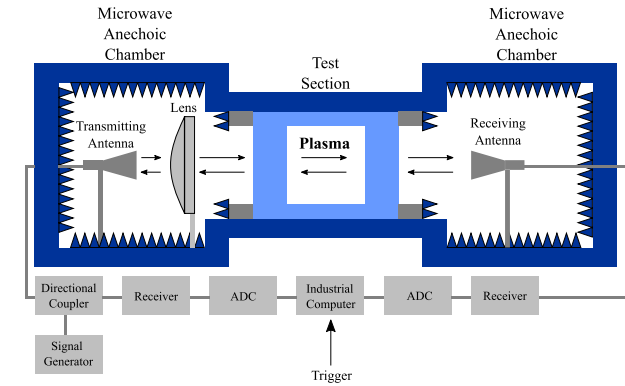 Microwave
Anechoic
Chamber
Microwave
Anechoic
Chamber
Test
Section
Lens
Transmitting
Antenna
Plasma
Receiving
Antenna
Directional
Coupler
Receiver
ADC
Industrial
Computer
ADC
Receiver
Signal
Generator
Trigger